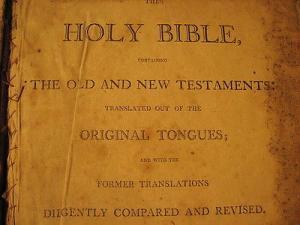 THE
HOLY BIBLE,
CONTAINING
THE OLD AND NEW TESTAMENTS:
TRANSLATED OUT OF THE
ORIGINAL TONGUES;
AND WITH THE
FORMER TRANSLATIONS
DILIGENTLY COMPARED AND REVISED.